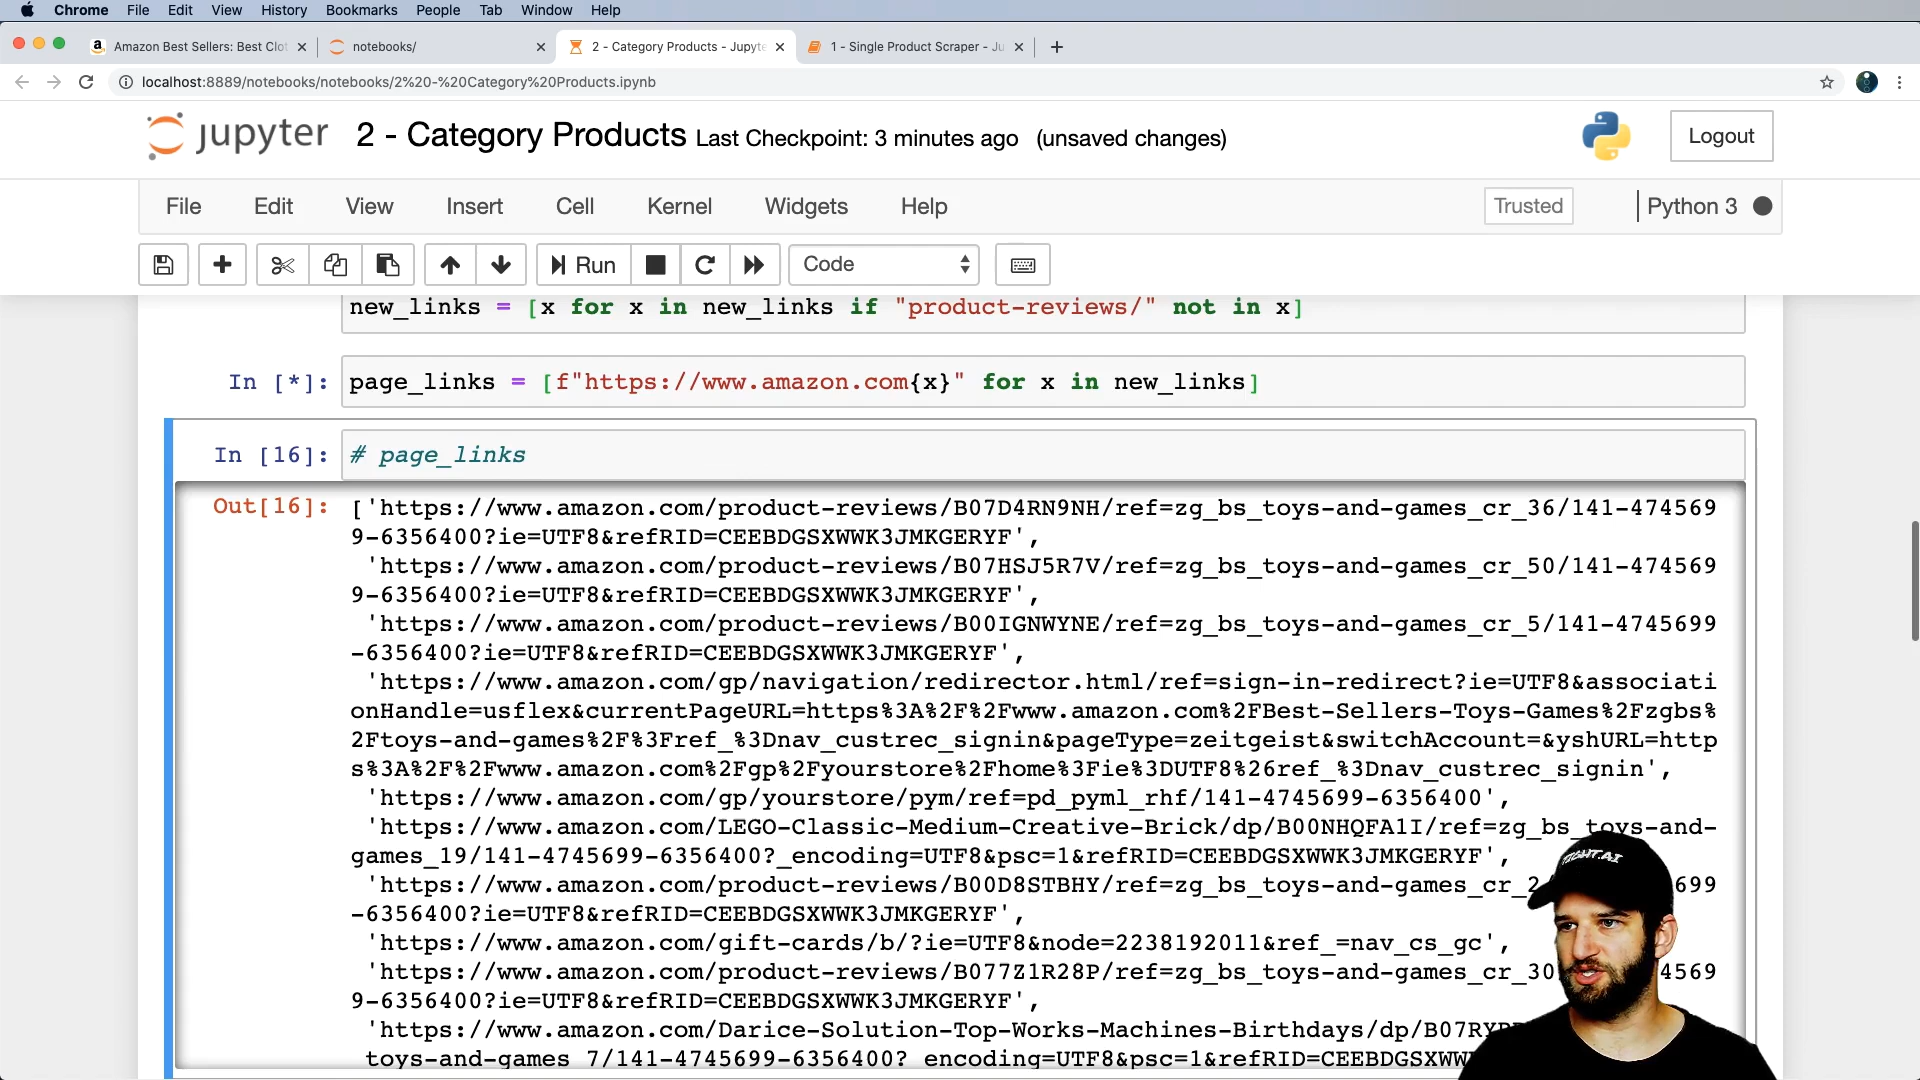 Chrome File Edit View History Bookmarks People Tab Window Help
Amazon Best Sellers: Best Clot
notebooks/
2 - Category Products - Jupyte
1 - Single Product Scraper - Ju
localhost:8889/notebooks/notebooks/2%20-%20Category%20Products.ipynb
jupyter 2 - Category Products Last Checkpoint: 3 minutes ago (unsaved changes)
Logout
File Edit View Insert Cell Kernel Widgets Help
Trusted
Python 3
Run
Code
new_links = [x for x in new_links if "product-reviews/" not in x]
In [*]: page_links = [f"https://www.amazon.com{x}" for x in new_links]
In [16]: # page_links
Out[16]: ['https://www.amazon.com/product-reviews/B07D4RN9NH/ref=zg_bs_toys-and-games_cr_36/141-474569
9-6356400?ie=UTF8&refRID=CEEBDGSXWWK3JMKGERYF',
'https://www.amazon.com/product-reviews/B07HSJ5R7V/ref=zg_bs_toys-and-games_cr_50/141-474569
9-6356400?ie=UTF8&refRID=CEEBDGSXWWK3JMKGERYF',
'https://www.amazon.com/product-reviews/B00IGNWYNE/ref=zg_bs_toys-and-games_cr_5/141-4745699
-6356400?ie=UTF8&refRID=CEEBDGSXWWK3JMKGERYF',
'https://www.amazon.com/gp/navigation/redirector.html/ref=sign-in-redirect?ie=UTF8&associati
onHandle=usflex&currentPageURL=https%3A%2F%2Fwww.amazon.com%2FBest-Sellers-Toys-Games%2Fzgbs%
2Ftoys-and-games%2F%3Fref_%3Dnav_custrec_signin&pageType=zeitgeist&switchAccount=&yshURL=http
s%3A%2F%2Fwww.amazon.com%2Fgp%2Fyourstore%2Fhome%3Fie%3DUTF8%26ref_%3Dnav_custrec_signin',
'https://www.amazon.com/gp/yourstore/pym/ref=pd_pyml_rhf/141-4745699-6356400',
'https://www.amazon.com/LEGO-Classic-Medium-Creative-Brick/dp/B00NHQFA1I/ref=zg_bs_toys-and-
games_19/141-4745699-6356400?_encoding=UTF8&psc=1&refRID=CEEBDGSXWWK3JMKGERYF',
'https://www.amazon.com/product-reviews/B00D8STBHY/ref=zg_bs_toys-and-games_cr_2 699
-6356400?ie=UTF8&refRID=CEEBDGSXWWK3JMKGERYF',
'https://www.amazon.com/gift-cards/b/?ie=UTF8&node=2238192011&ref_=nav_cs_gc',
'https://www.amazon.com/product-reviews/B077Z1R28P/ref=zg_bs_toys-and-games_cr_30 4569
9-6356400?ie=UTF8&refRID=CEEBDGSXWWK3JMKGERYF',
'https://www.amazon.com/Darice-Solution-Top-Works-Machines-Birthdays/dp/B07RY
toys-and-games_7/141-4745699-6356400?_encoding=UTF8&psc=1&refRID=CEEBDGSXWW